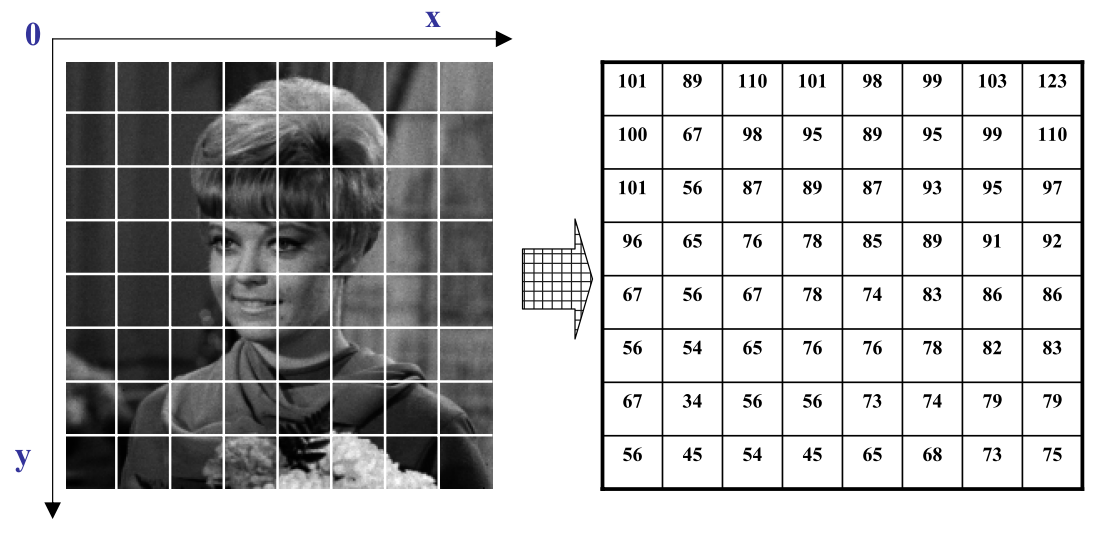 0
x
y
101 89 110 101 98 99 103 123
100 67 98 95 89 95 99 110
101 56 87 89 87 93 95 97
96 65 76 78 85 89 91 92
67 56 67 78 74 83 86 86
56 54 65 76 76 78 82 83
67 34 56 56 73 74 79 79
56 45 54 45 65 68 73 75